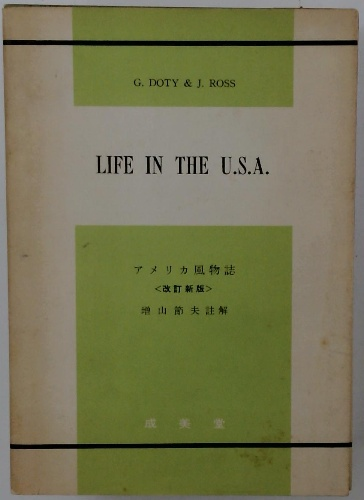 G. DOTY & J. ROSS
LIFE IN THE U.S.A.
アメリカ風物誌
<改訂新版>
増山節夫註解
成美堂